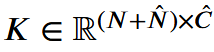 K ∈ ℝ^{(N+N̂)×Ĉ}